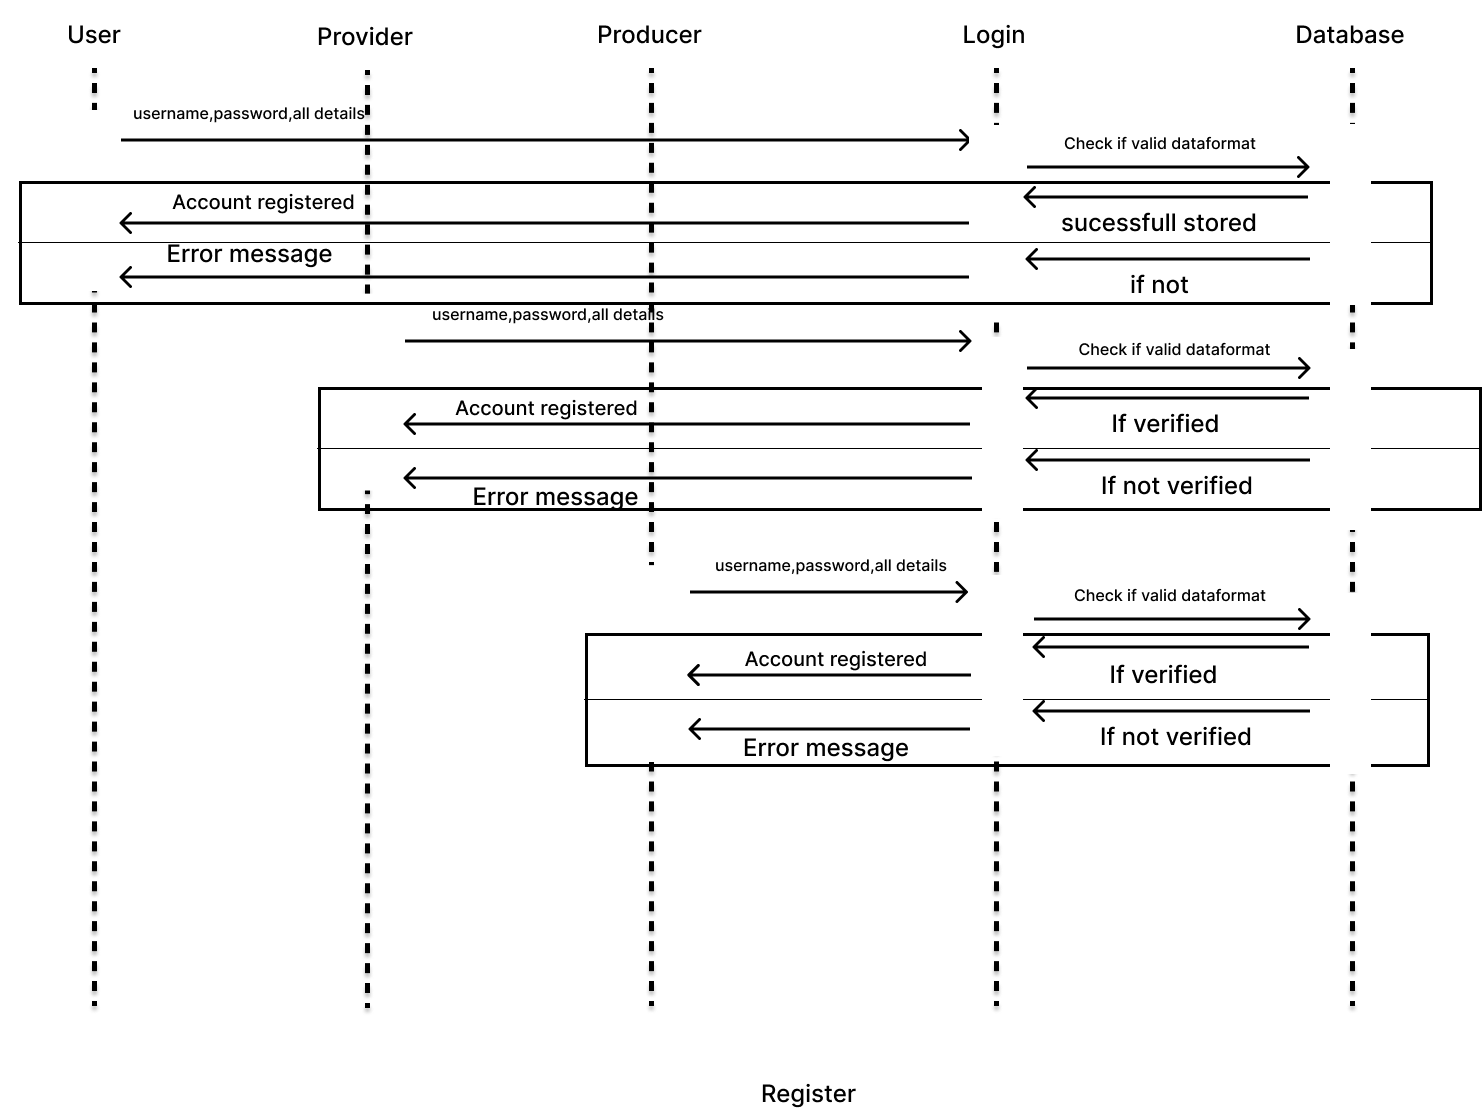 User
Provider
Producer
Login
Database
username,password,all details
Check if valid dataformat
Account registered
sucessfull stored
Error message
if not
username,password,all details
Check if valid dataformat
Account registered
If verified
If not verified
Error message
username,password,all details
Check if valid dataformat
Account registered
If verified
If not verified
Error message
Register